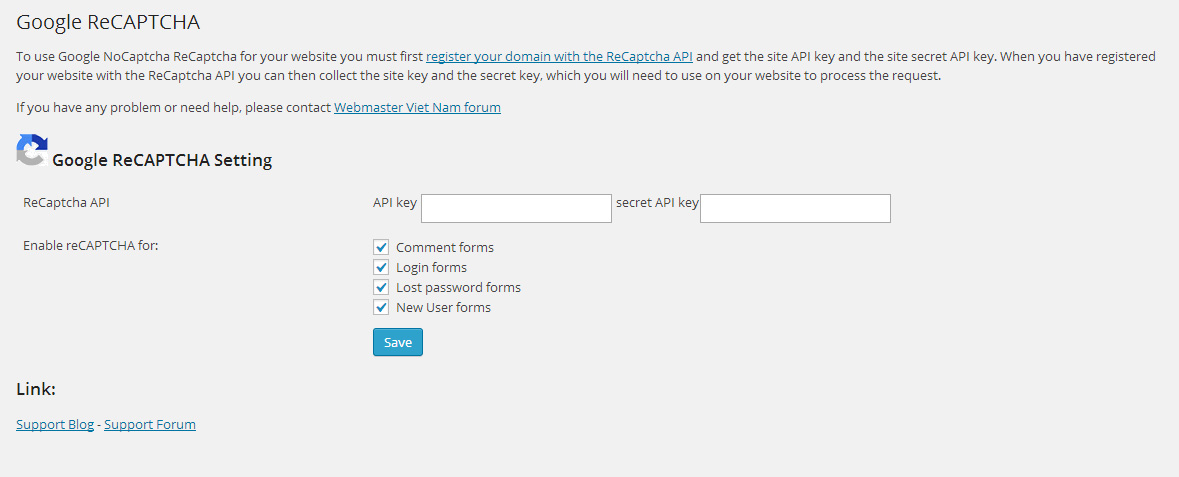 Google ReCAPTCHA
To use Google NoCaptcha ReCaptcha for your website you must first register your domain with the ReCaptcha API and get the site API key and the site secret API key. When you have registered
your website with the ReCaptcha API you can then collect the site key and the secret key, which you will need to use on your website to process the request.
If you have any problem or need help, please contact Webmaster Viet Nam forum
Google ReCAPTCHA Setting
ReCaptcha API API key secret API key
Enable reCAPTCHA for: Comment forms
Login forms
Lost password forms
New User forms
Save
Link:
Support Blog - Support Forum